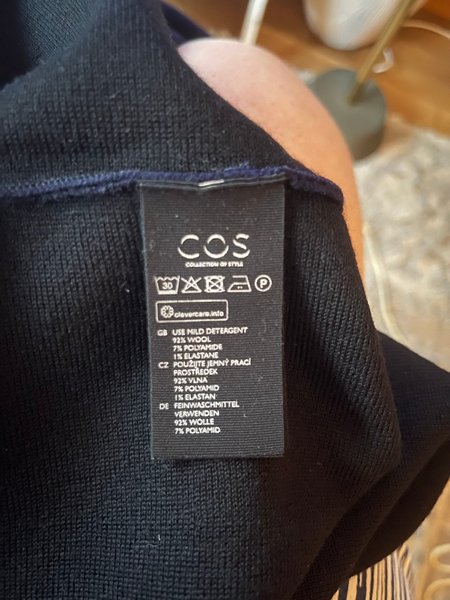 COS
COLLECTION OF STYLE
30 P
clevercare.info
GB USE MILD DETERGENT
92% WOOL
7% POLYAMIDE
1% ELASTANE
CZ POUŽIJTE JEMNÝ PRACÍ
PROSTŘEDEK
92% VLNA
7% POLYAMID
1% ELASTAN
DE FEINWASCHMITTEL
VERWENDEN
92% WOLLE
7% POLYAMID